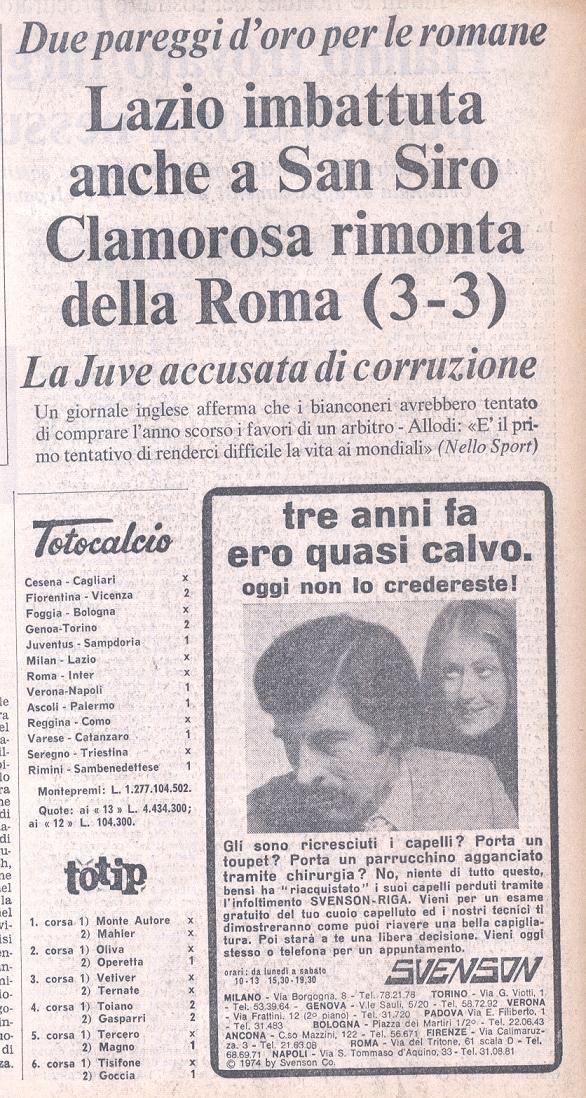 Due pareggi d'oro per le romane
Lazio imbattuta
anche a San Siro
Clamorosa rimonta
della Roma (3-3)
La Juve accusata di corruzione
Un giornale inglese afferma che i bianconeri avrebbero tentato
di comprare l'anno scorso i favori di un arbitro - Allodi: «E' il pri-
mo tentativo di renderci difficile la vita ai mondiali» (Nello Sport)
Totocalcio
Cesena - Cagliari x
Fiorentina - Vicenza 2
Foggia - Bologna x
Genoa-Torino 2
Juventus - Sampdoria 1
Milan - Lazio x
Roma - Inter x
Verona-Napoli 1
Ascoli - Palermo 1
Reggina - Como x
Varese - Catanzaro 1
Seregno - Triestina x
Rimini - Sambenedettese 1
Montepremi: L. 1.277.104.502.
Quote: ai « 13 » L. 4.434.300;
ai « 12 » L. 104.300.
totip
1. corsa 1) Monte Autore x
2) Mahler x
2. corsa 1) Oliva x
2) Operetta 1
3. corsa 1) Vetiver x
2) Ternate x
4. corsa 1) Toiano 2
2) Gasparri 2
5. corsa 1) Tercero x
2) Magno 1
6. corsa 1) Tisifone x
2) Goccia 1
tre anni fa
ero quasi calvo.
oggi non lo credereste!
Gli sono ricresciuti i capelli? Porta un
toupet? Porta un parrucchino agganciato
tramite chirurgia? No, niente di tutto questo,
bensì ha "riacquistato" i suoi capelli perduti tramite
l'infoltimento SVENSON-RIGA. Vieni per un esame
gratuito del tuo cuoio capelluto ed i nostri tecnici ti
dimostreranno come puoi riavere una bella capiglia-
tura. Poi starà a te una libera decisione. Vieni oggi
stesso o telefona per un appuntamento.
orari: da lunedì a sabato
10-13 15,30-19,30
SVENSON
MILANO - Via Borgogna, 8 - Tel. 78.21.78 TORINO - Via G. Viotti, 1
- Tel. 53.39.64 - GENOVA - V.le Sauli, 5/20 - Tel. 58.72.92 VERONA
- Via Frattini, 12 (2º piano) - Tel. 31.720 PADOVA Via E. Filiberto, 1
- Tel. 31.483 BOLOGNA - Piazza dei Martiri 1/2º - Tel. 22.06.43
ANCONA - C.so Mazzini, 122 - Tel. 56.671 FIRENZE - Via Calimaruz-
za, 3 - Tel. 21.63.08 ROMA - Via del Tritone, 61 scala D - Tel.
68.69.71 NAPOLI - Via S. Tommaso d'Aquino, 33 - Tel. 31.08.81
© 1974 by Svenson Co.